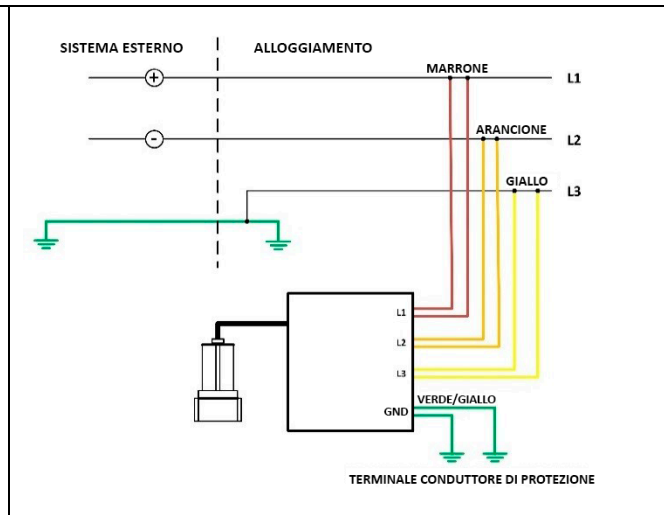 SISTEMA ESTERNO
ALLOGGIAMENTO
MARRONE
+
L1
ARANCIONE
-
L2
GIALLO
L3
L1
L2
L3
VERDE/GIALLO
GND
TERMINALE CONDUTTORE DI PROTEZIONE